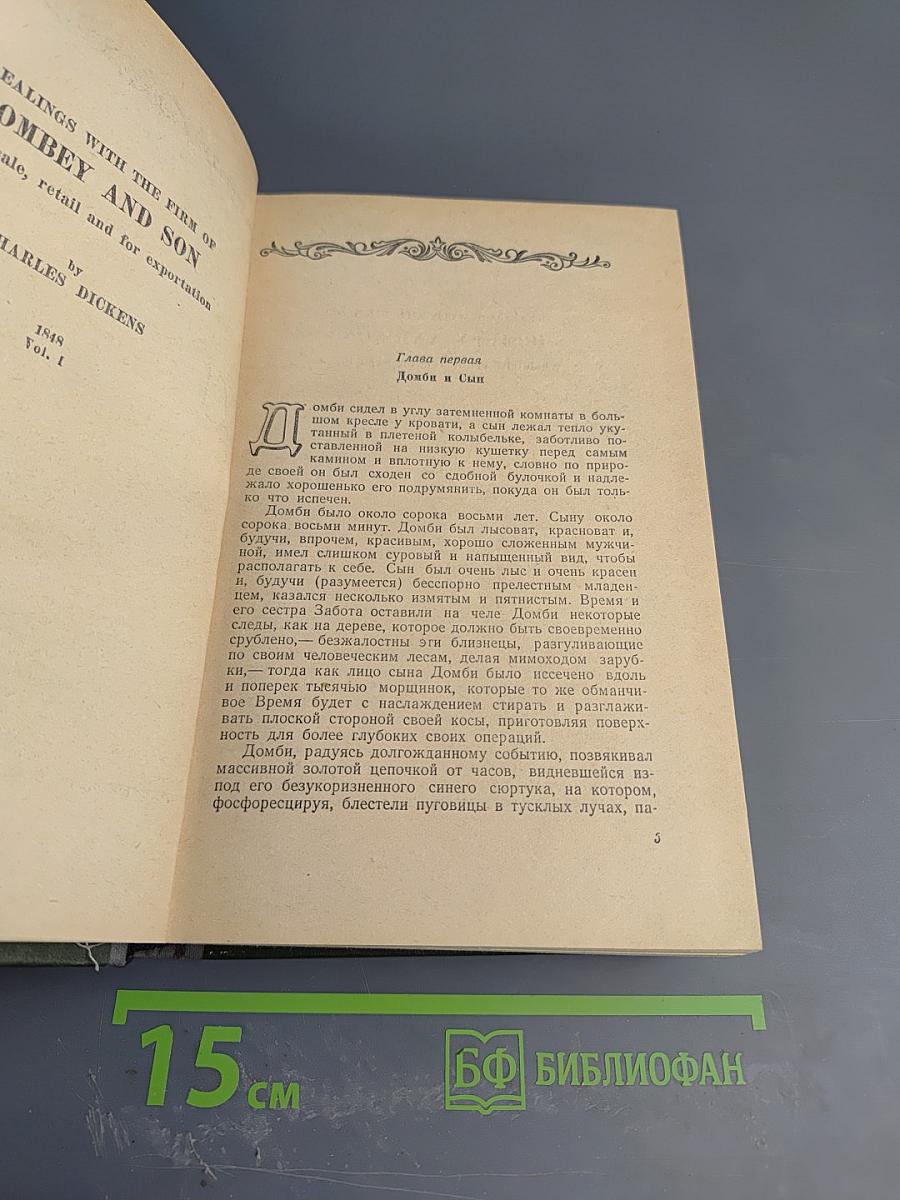 EALINGS WITH THE FIRM OF
OMBEY AND SON
ale, retail and for exportation
by
HARLES DICKENS
1848
Vol. I
Глава первая
Домби и Сын
Домби сидел в углу затемненной комнаты в боль-
шом кресле у кровати, а сын лежал тепло уку-
танный в плетеной колыбельке, заботливо по-
ставленной на низкую кушетку перед самым
камином и вплотную к нему, словно по приро-
де своей он был сходен со сдобной булочкой и надле-
жало хорошенько его подрумянить, покуда он был толь-
ко что испечен.
Домби было около сорока восьми лет. Сыну около
сорока восьми минут. Домби был лысоват, красноват и,
будучи, впрочем, красивым, хорошо сложенным мужчи-
ной, имел слишком суровый и напыщенный вид, чтобы
располагать к себе. Сын был очень лыс и очень красен
и, будучи (разумеется) бесспорно прелестным младен-
цем, казался несколько измятым и пятнистым. Время и
его сестра Забота оставили на челе Домби некоторые
следы, как на дереве, которое должно быть своевременно
срублено,— безжалостны эти близнецы, разгуливающие
по своим человеческим лесам, делая мимоходом заруб-
ки,— тогда как лицо сына Домби было иссечено вдоль
и поперек тысячью морщинок, которые то же обманчи-
вое Время будет с наслаждением стирать и разглажи-
вать плоской стороной своей косы, приготовляя поверх-
ность для более глубоких своих операций.
Домби, радуясь долгожданному событию, позвякивал
массивной золотой цепочкой от часов, видневшейся из-
под его безукоризненного синего сюртука, на котором,
фосфоресцируя, блестели пуговицы в тусклых лучах, па-
5
15 см
БФ БИБЛИОФАН